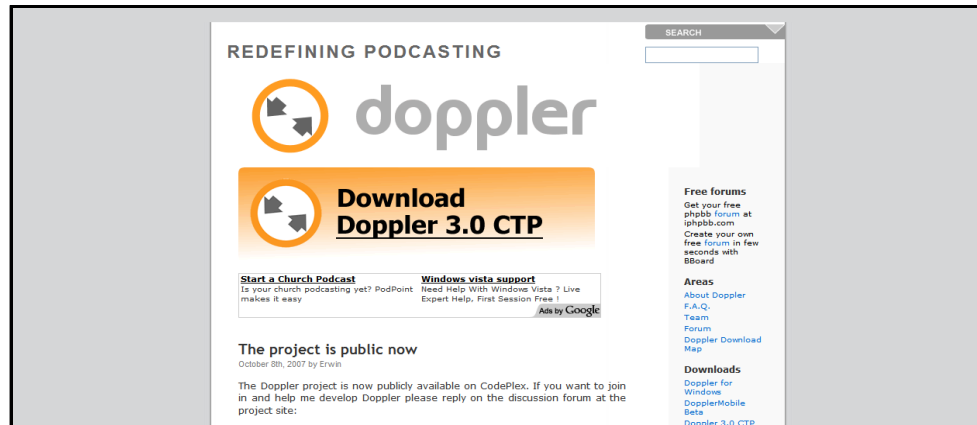 SEARCH
REDEFINING PODCASTING
doppler
Download
Doppler 3.0 CTP
Start a Church Podcast
Is your church podcasting yet? PodPoint
makes it easy
Windows vista support
Need Help With Windows Vista ? Live
Expert Help, First Session Free !
Ads by Google
The project is public now
October 8th, 2007 by Erwin
The Doppler project is now publicly available on CodePlex. If you want to join
in and help me develop Doppler please reply on the discussion forum at the
project site:
Free forums
Get your free
phpbb forum at
iphpbb.com
Create your own
free forum in few
seconds with
BBoard
Areas
About Doppler
F.A.Q.
Team
Forum
Doppler Download
Map
Downloads
Doppler for
Windows
DopplerMobile
Beta
Doppler 3.0 CTP